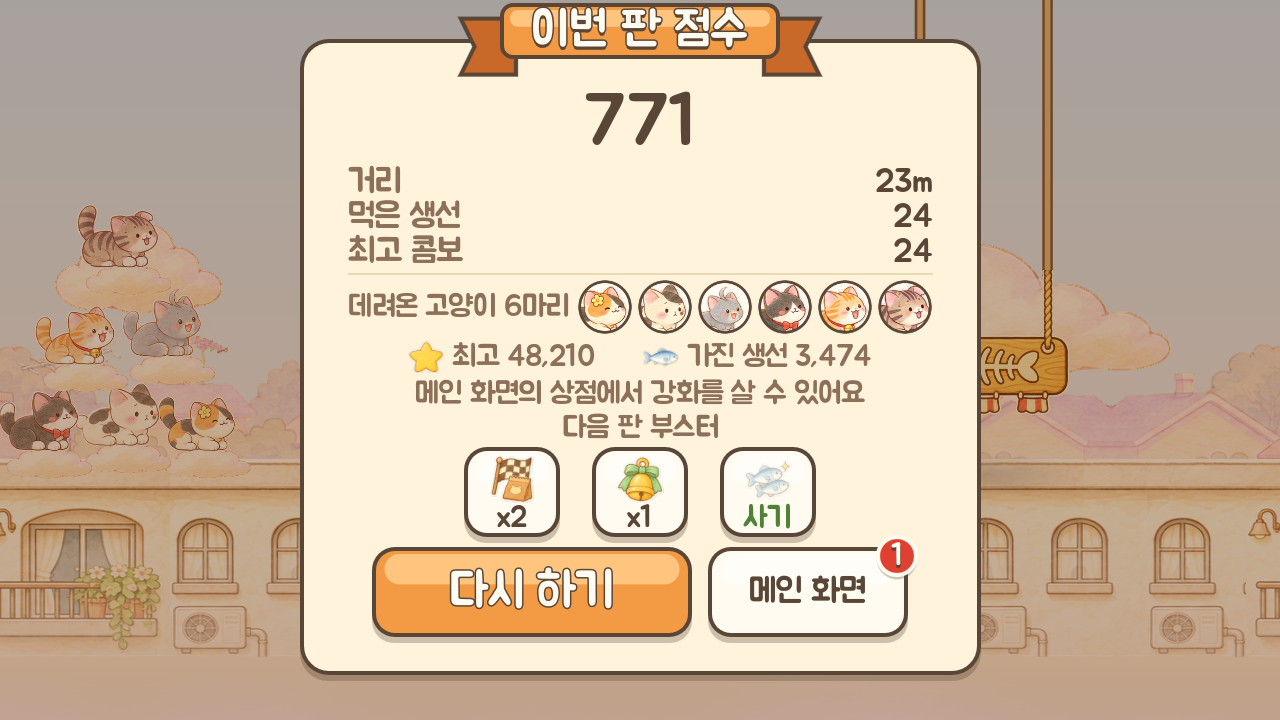 이번 판 점수
771
거리 23m
먹은 생선 24
최고 콤보 24
데려온 고양이 6마리
최고 48,210 가진 생선 3,474
메인 화면의 상점에서 강화를 살 수 있어요
다음 판 부스터
x2 x1 사기
다시 하기 메인 화면 1